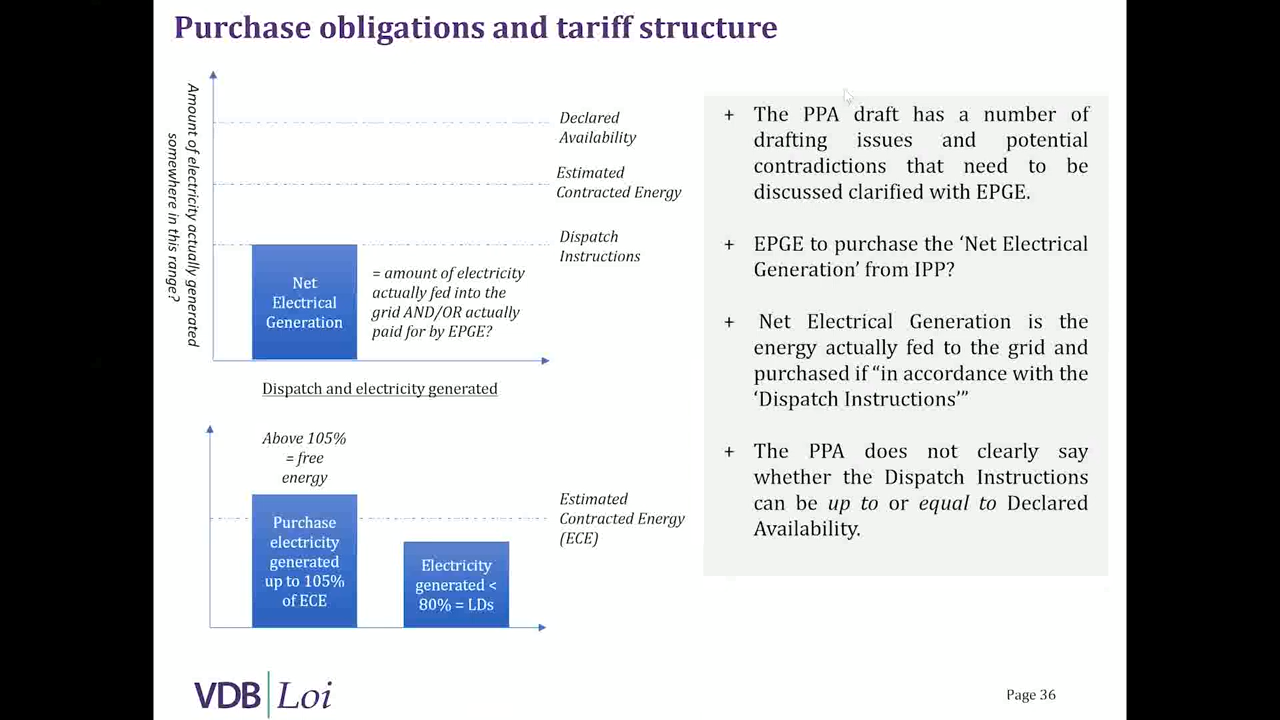 Purchase obligations and tariff structure
Amount of electricity actually generated
somewhere in this range?
Declared
Availability
Estimated
Contracted Energy
Dispatch
Instructions
Net
Electrical
Generation
= amount of electricity
actually fed into the
grid AND/OR actually
paid for by EPGE?
Dispatch and electricity generated
Above 105%
= free
energy
Purchase
electricity
generated
up to 105%
of ECE
Electricity
generated <
80% = LDs
Estimated
Contracted Energy
(ECE)
+ The PPA draft has a number of
drafting issues and potential
contradictions that need to be
discussed clarified with EPGE.
+ EPGE to purchase the ‘Net Electrical
Generation’ from IPP?
+ Net Electrical Generation is the
energy actually fed to the grid and
purchased if “in accordance with the
‘Dispatch Instructions’”
+ The PPA does not clearly say
whether the Dispatch Instructions
can be up to or equal to Declared
Availability.
VDB Loi
Page 36